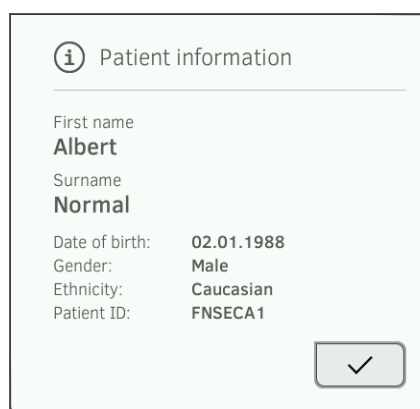 Patient information
First name
Albert
Surname
Normal
Date of birth: 02.01.1988
Gender: Male
Ethnicity: Caucasian
Patient ID: FNSECA1